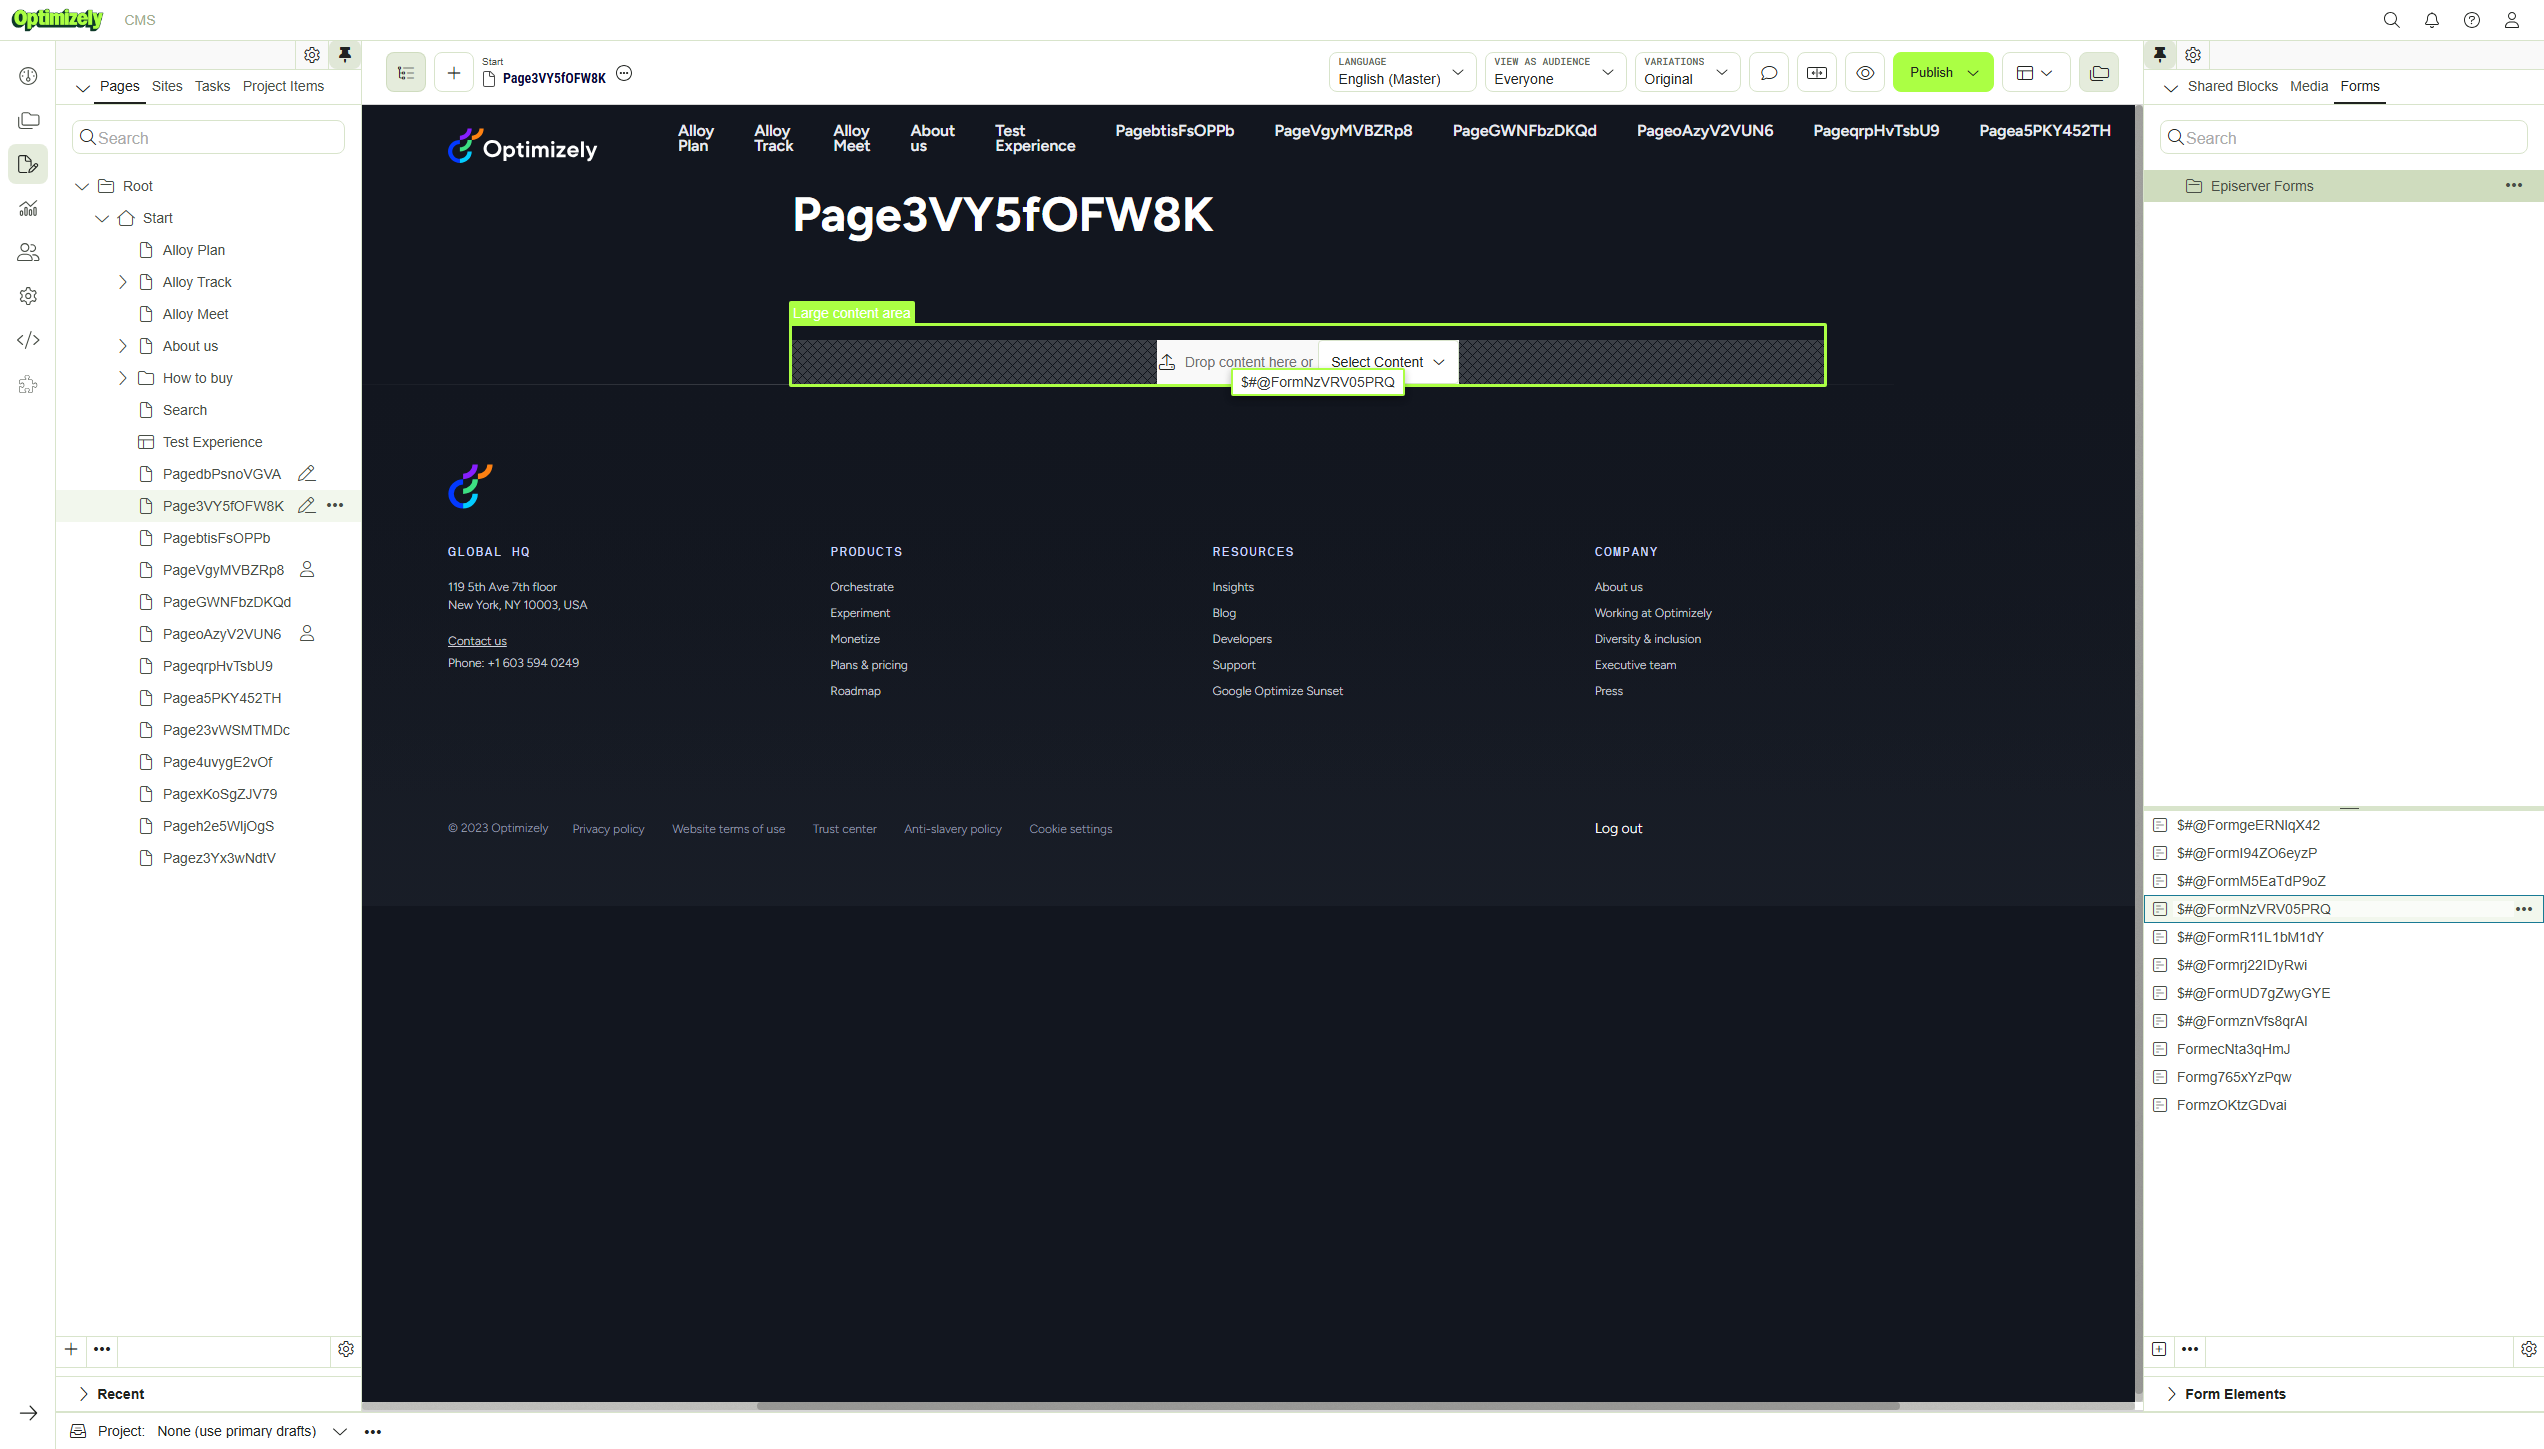 Optimizely
CMS
Pages
Sites
Tasks
Project Items
Search
Root
Start
Alloy Plan
Alloy Track
Alloy Meet
About us
How to buy
Search
Test Experience
PagedbPsnoVGVA
Page3VY5fOFW8K
PagebtisFsOPPb
PageVgyMVBZRp8
PageGWNFbzDKQd
PageoAzyV2VUN6
PageqrpHvTsbU9
Pagea5PKY452TH
Page23vWSMTMDc
Page4uvygE2vOf
PagexKoSgZJV79
Pageh2e5WljOgS
Pagez3Yx3wNdtV
Recent
Project: None (use primary drafts)
Start
Page3VY5fOFW8K
LANGUAGE
English (Master)
VIEW AS AUDIENCE
Everyone
VARIATIONS
Original
Publish
Optimizely
Alloy
Plan
Alloy
Track
Alloy
Meet
About
us
Test
Experience
PagebtisFsOPPb
PageVgyMVBZRp8
PageGWNFbzDKQd
PageoAzyV2VUN6
PageqrpHvTsbU9
Pagea5PKY452TH
Page3VY5fOFW8K
Large content area
Drop content here or
Select Content
$#@FormNzVRV05PRQ
GLOBAL HQ
119 5th Ave 7th floor
New York, NY 10003, USA
Contact us
Phone: +1 603 594 0249
PRODUCTS
Orchestrate
Experiment
Monetize
Plans & pricing
Roadmap
RESOURCES
Insights
Blog
Developers
Support
Google Optimize Sunset
COMPANY
About us
Working at Optimizely
Diversity & inclusion
Executive team
Press
© 2023 Optimizely
Privacy policy
Website terms of use
Trust center
Anti-slavery policy
Cookie settings
Log out
Shared Blocks
Media
Forms
Search
Episerver Forms
$#@FormgeERNlqX42
$#@FormI94ZO6eyzP
$#@FormM5EaTdP9oZ
$#@FormNzVRV05PRQ
$#@FormR11L1bM1dY
$#@Formrj22IDyRwi
$#@FormUD7gZwyGYE
$#@FormznVfs8qrAI
FormecNta3qHmJ
Formg765xYzPqw
FormzOKtzGDvai
Form Elements